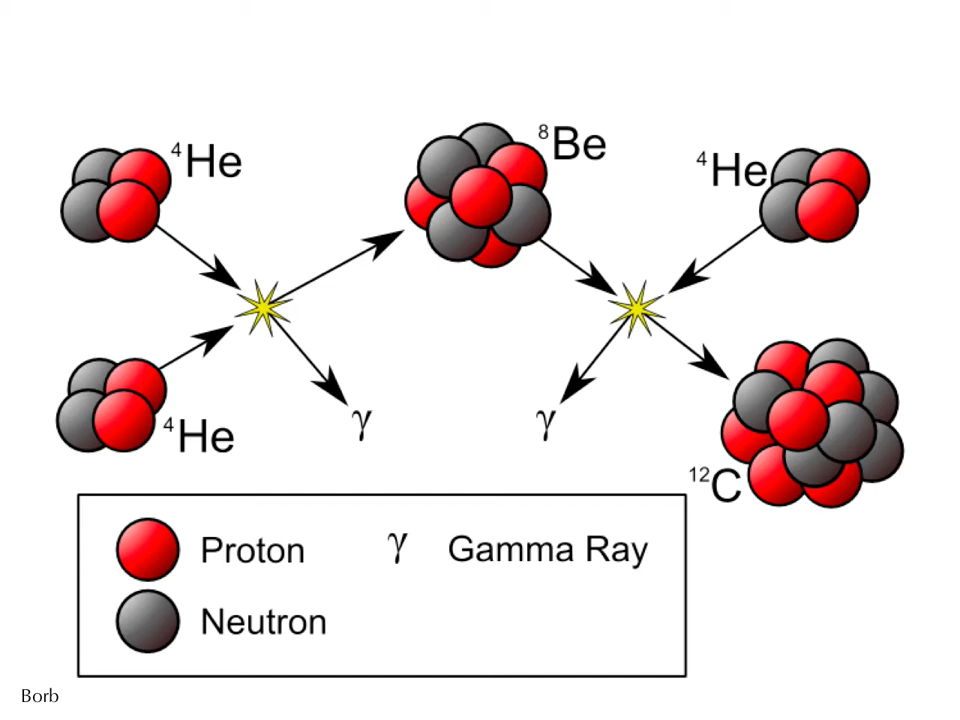 ⁴He
⁸Be
⁴He
⁴He
γ
γ
¹²C
Proton
γ Gamma Ray
Neutron
Borb